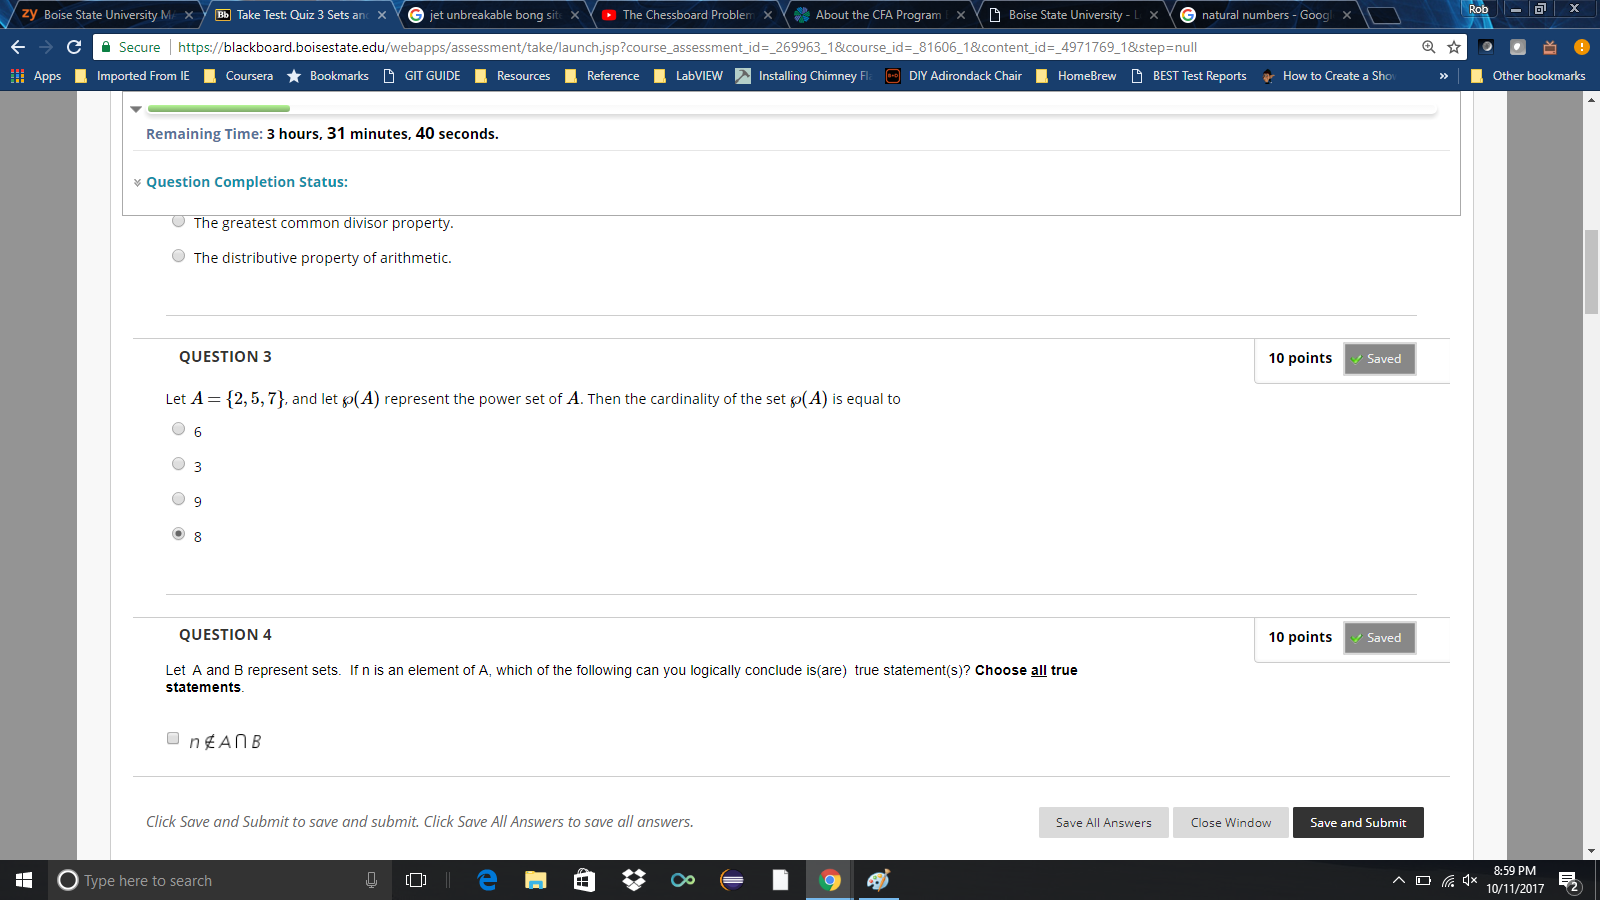 zy Boise State University M
Bb Take Test: Quiz 3 Sets an
jet unbreakable bong site
The Chessboard Problem
About the CFA Program
Boise State University - L
natural numbers - Googl
Rob
Secure https://blackboard.boisestate.edu/webapps/assessment/take/launch.jsp?course_assessment_id=_269963_1&course_id=_81606_1&content_id=_4971769_1&step=null
Apps Imported From IE Coursera Bookmarks GIT GUIDE Resources Reference LabVIEW Installing Chimney Fla DIY Adirondack Chair HomeBrew BEST Test Reports How to Create a Sho » Other bookmarks
Remaining Time: 3 hours, 31 minutes, 40 seconds.
Question Completion Status:
The greatest common divisor property.
The distributive property of arithmetic.
QUESTION 3
10 points Saved
Let A = {2, 5, 7}, and let ℘(A) represent the power set of A. Then the cardinality of the set ℘(A) is equal to
6
3
9
8
QUESTION 4
10 points Saved
Let A and B represent sets. If n is an element of A, which of the following can you logically conclude is(are) true statement(s)? Choose all true
statements.
n ∉ A ∩ B
Click Save and Submit to save and submit. Click Save All Answers to save all answers.
Save All Answers Close Window Save and Submit
Type here to search
8:59 PM
10/11/2017
2